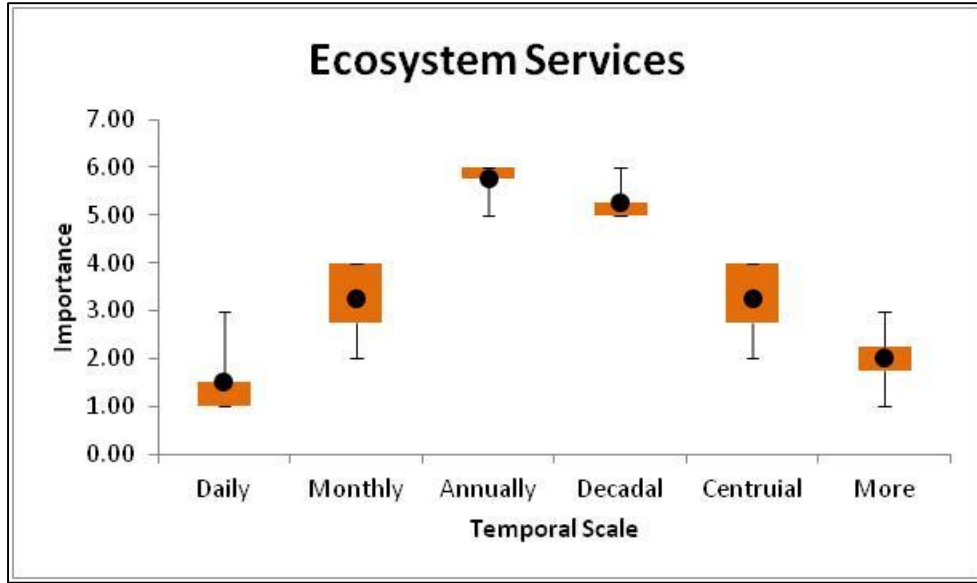 Ecosystem Services
7.00
6.00
5.00
4.00
3.00
2.00
1.00
0.00
Importance
Daily Monthly Annually Decadal Centruial More
Temporal Scale